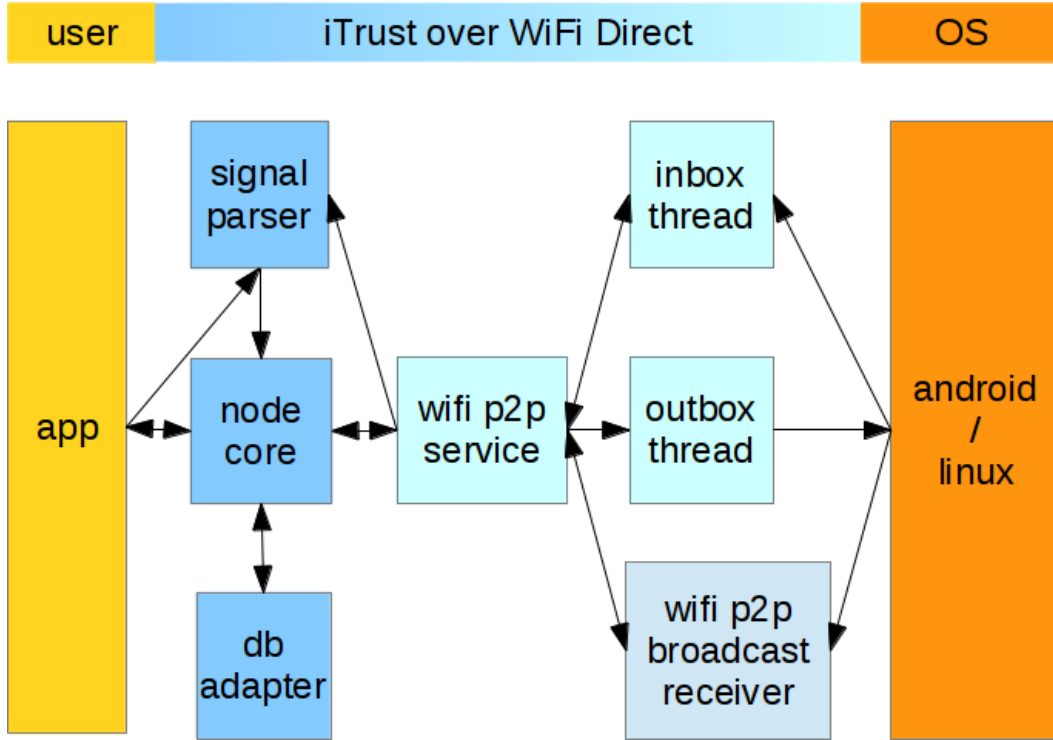 user
iTrust over WiFi Direct
OS
signal
parser
inbox
thread
app
node
core
wifi p2p
service
outbox
thread
android
/
linux
db
adapter
wifi p2p
broadcast
receiver